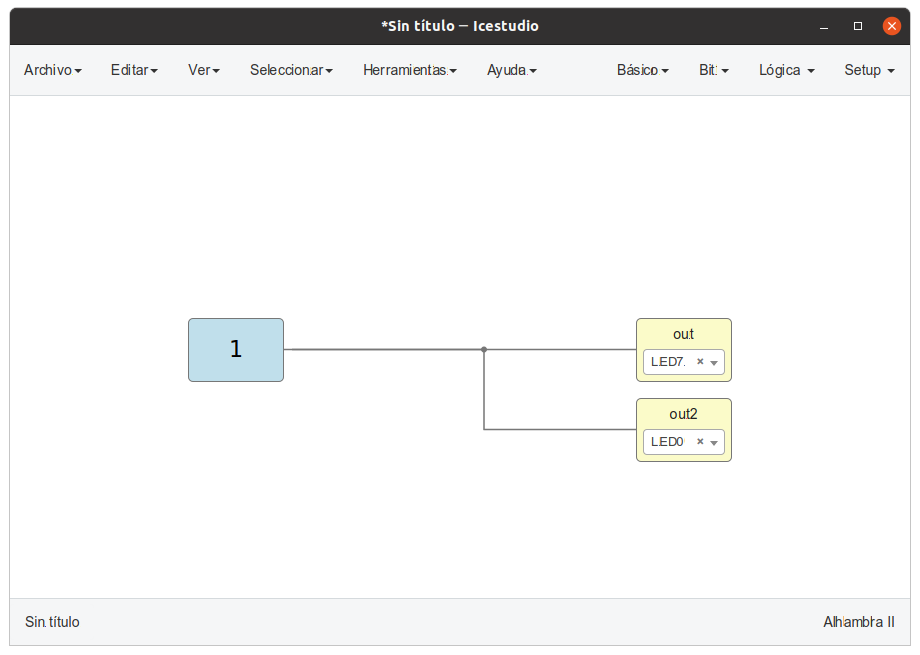 *Sin título — Icestudio
Archivo Editar Ver Seleccionar Herramientas Ayuda Básico Bit Lógica Setup
1
out
LED7
out2
LED0
Sin título Alhambra II